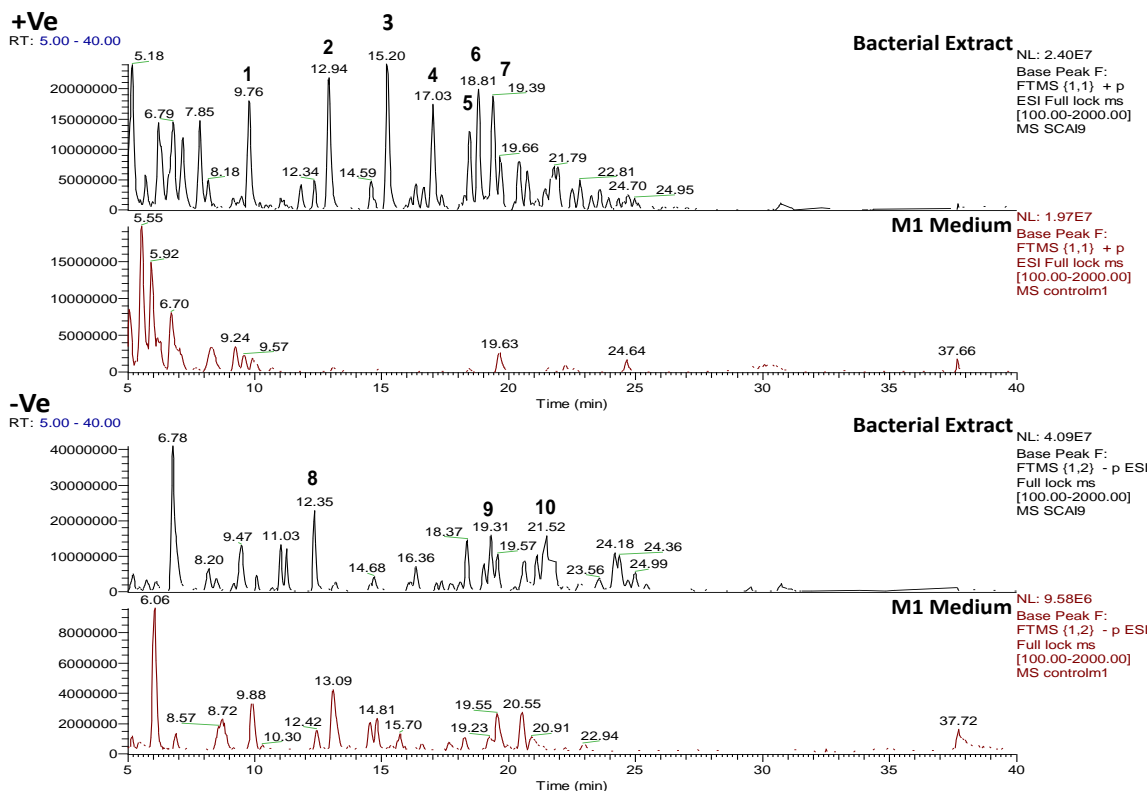 +Ve
RT: 5.00 - 40.00
Bacterial Extract
NL: 2.40E7
Base Peak F:
FTMS {1,1} + p
ESI Full lock ms
[100.00-2000.00]
MS SCAI9
1 2 3 4 5 6 7
5.18 6.79 7.85 8.18 9.76 12.34 12.94 14.59 15.20 17.03 18.81 19.39 19.66 21.79 22.81 24.70 24.95
20000000
15000000
10000000
5000000
0
M1 Medium
NL: 1.97E7
Base Peak F:
FTMS {1,1} + p
ESI Full lock ms
[100.00-2000.00]
MS controlm1
5.55 5.92 6.70 9.24 9.57 19.63 24.64 37.66
15000000
10000000
5000000
0
5 10 15 20 25 30 35 40
Time (min)
-Ve
RT: 5.00 - 40.00
Bacterial Extract
NL: 4.09E7
Base Peak F:
FTMS {1,2} - p ESI
Full lock ms
[100.00-2000.00]
MS SCAI9
8 9 10
6.78 8.20 9.47 11.03 12.35 14.68 16.36 18.37 19.31 19.57 21.52 23.56 24.18 24.36 24.99
40000000
30000000
20000000
10000000
0
M1 Medium
NL: 9.58E6
Base Peak F:
FTMS {1,2} - p ESI
Full lock ms
[100.00-2000.00]
MS controlm1
6.06 8.57 8.72 9.88 10.30 12.42 13.09 14.81 15.70 19.23 19.55 20.55 20.91 22.94 37.72
8000000
6000000
4000000
2000000
0
5 10 15 20 25 30 35 40
Time (min)